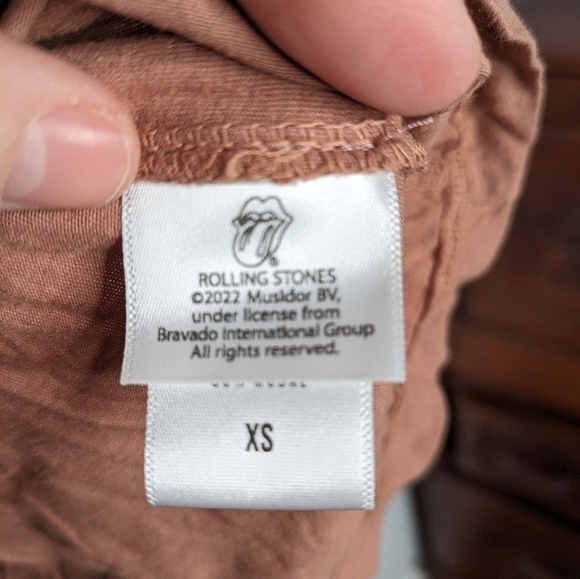 ROLLING STONES
©2022 Musidor BV,
under license from
Bravado International Group
All rights reserved.
XS